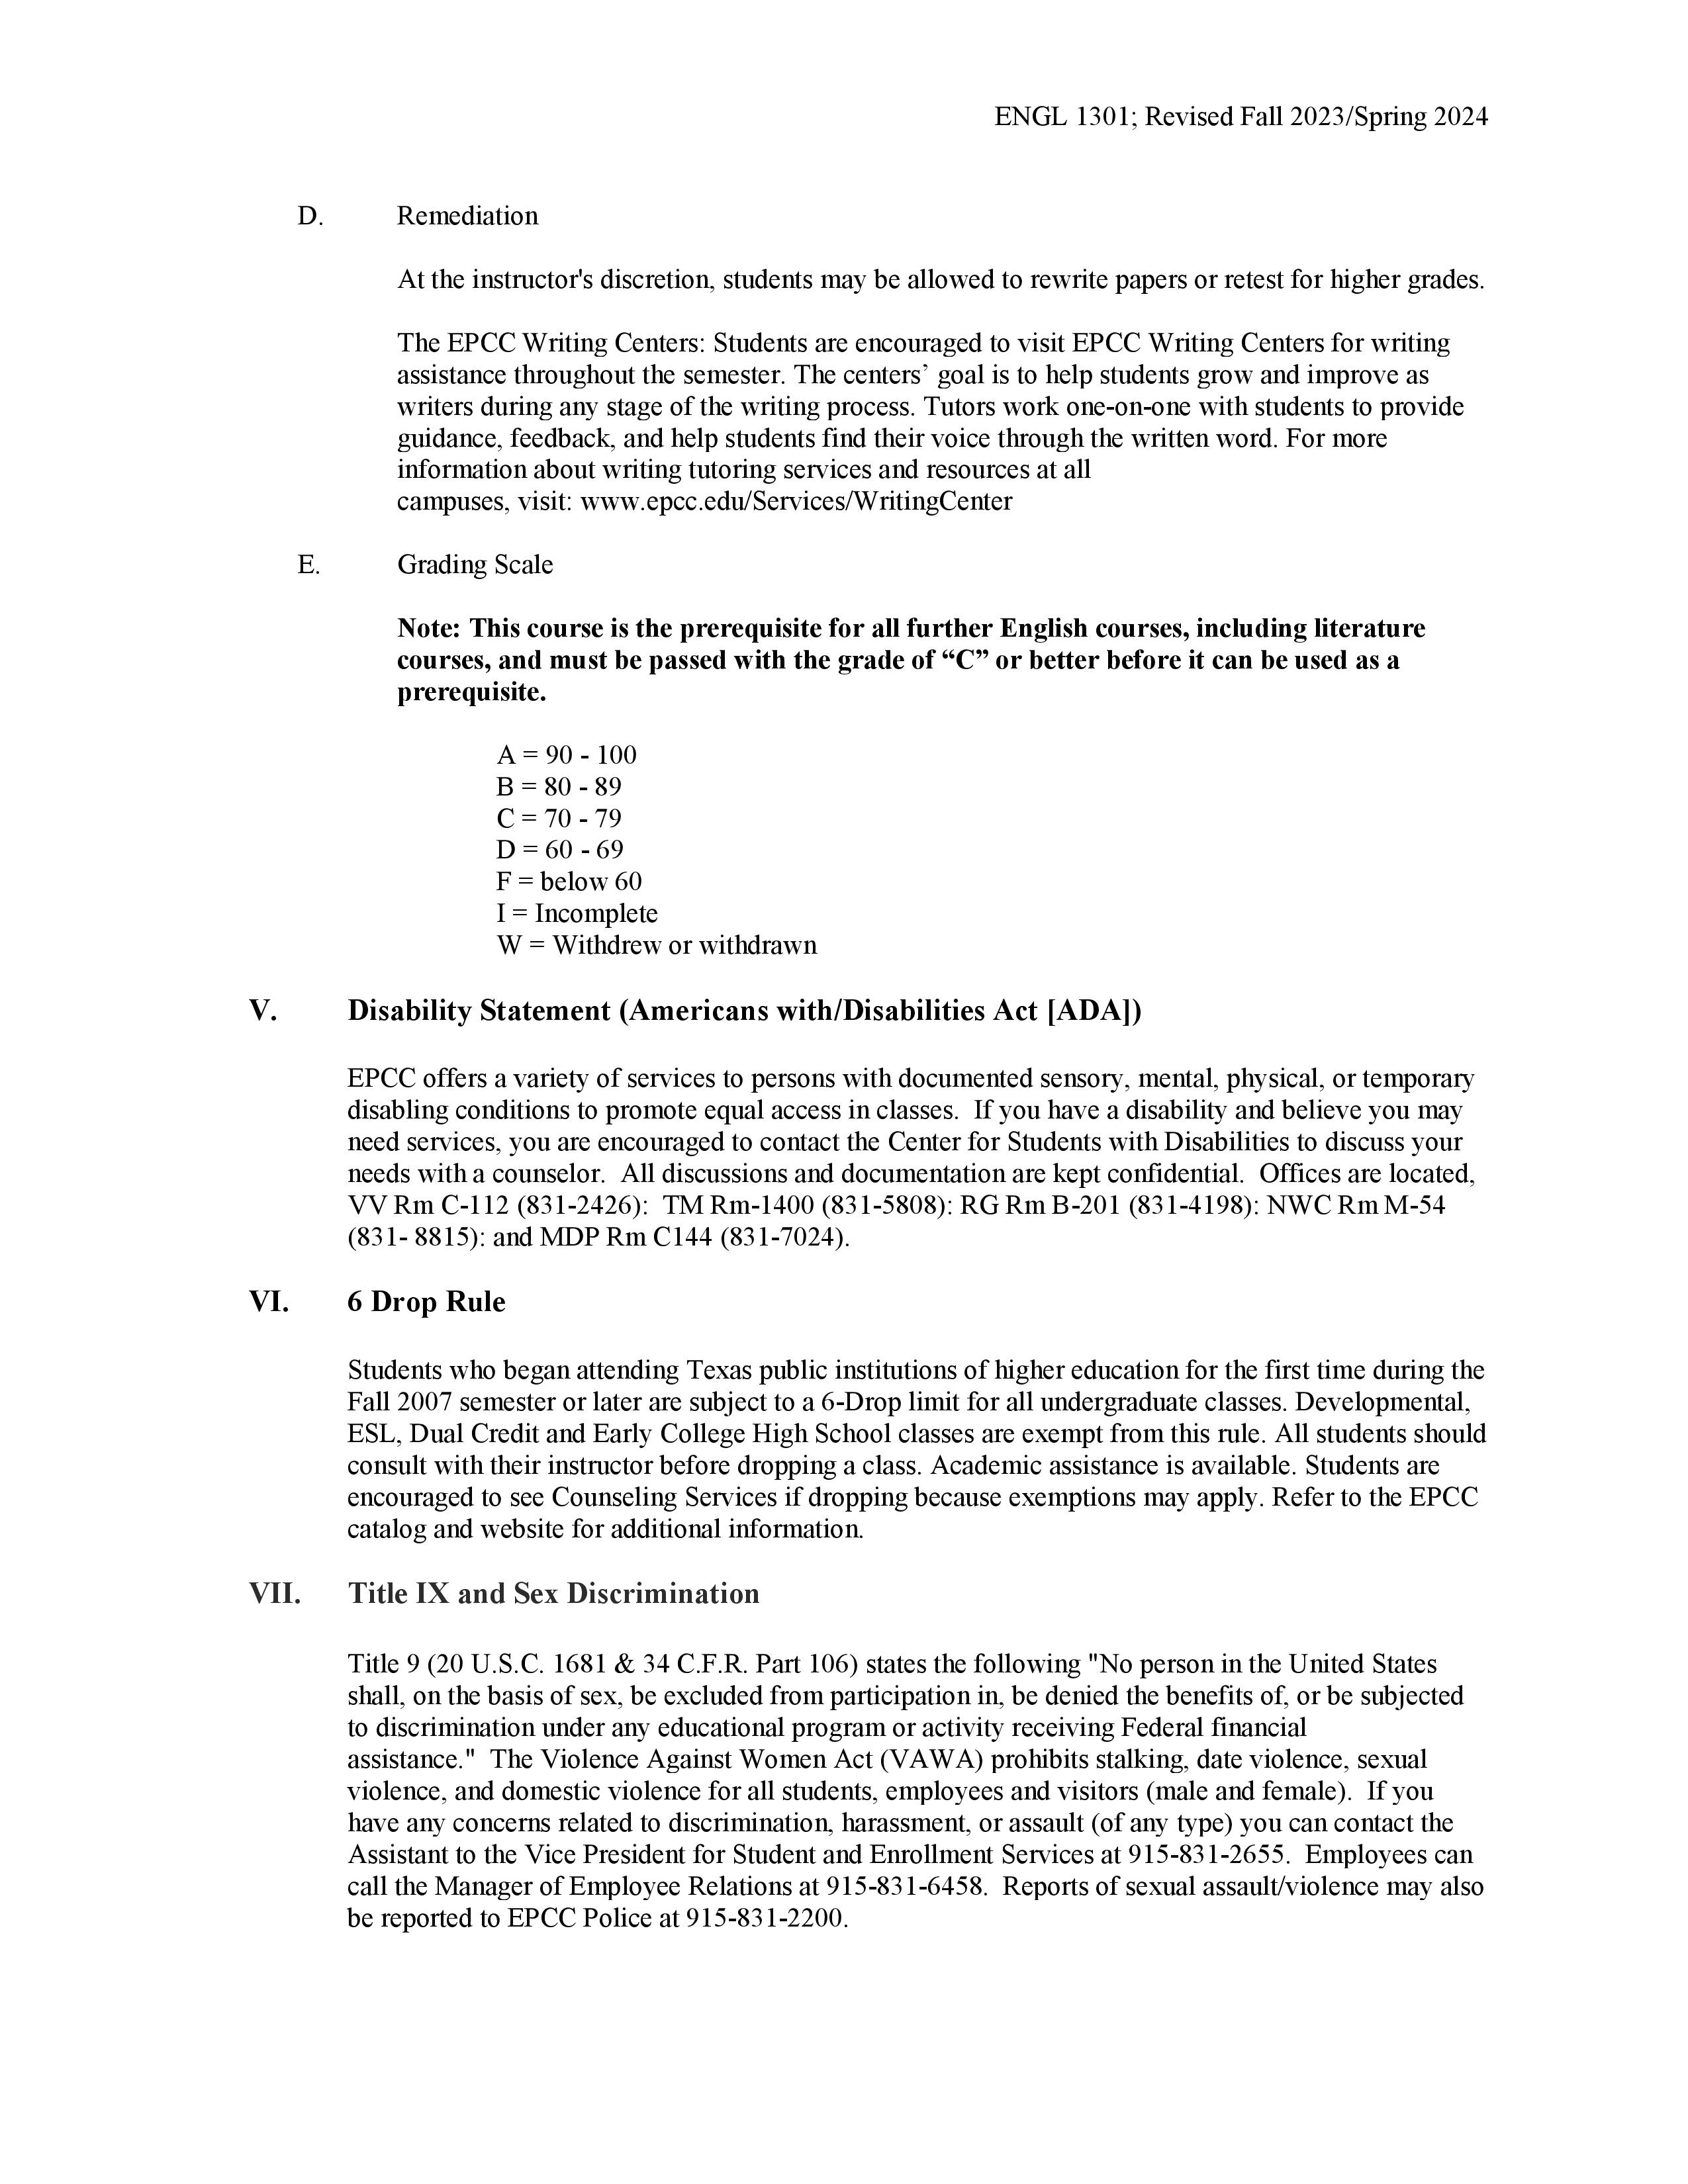 ENGL 1301; Revised Fall 2023/Spring 2024
D. Remediation
At the instructor's discretion, students may be allowed to rewrite papers or retest for higher grades.
The EPCC Writing Centers: Students are encouraged to visit EPCC Writing Centers for writing
assistance throughout the semester. The centers’ goal is to help students grow and improve as
writers during any stage of the writing process. Tutors work one-on-one with students to provide
guidance, feedback, and help students find their voice through the written word. For more
information about writing tutoring services and resources at all
campuses, visit: www.epcc.edu/Services/WritingCenter
E. Grading Scale
Note: This course is the prerequisite for all further English courses, including literature
courses, and must be passed with the grade of “C” or better before it can be used as a
prerequisite.
A = 90 - 100
B = 80 - 89
C = 70 - 79
D = 60 - 69
F = below 60
I = Incomplete
W = Withdrew or withdrawn
V. Disability Statement (Americans with/Disabilities Act [ADA])
EPCC offers a variety of services to persons with documented sensory, mental, physical, or temporary
disabling conditions to promote equal access in classes. If you have a disability and believe you may
need services, you are encouraged to contact the Center for Students with Disabilities to discuss your
needs with a counselor. All discussions and documentation are kept confidential. Offices are located,
VV Rm C-112 (831-2426): TM Rm-1400 (831-5808): RG Rm B-201 (831-4198): NWC Rm M-54
(831- 8815): and MDP Rm C144 (831-7024).
VI. 6 Drop Rule
Students who began attending Texas public institutions of higher education for the first time during the
Fall 2007 semester or later are subject to a 6-Drop limit for all undergraduate classes. Developmental,
ESL, Dual Credit and Early College High School classes are exempt from this rule. All students should
consult with their instructor before dropping a class. Academic assistance is available. Students are
encouraged to see Counseling Services if dropping because exemptions may apply. Refer to the EPCC
catalog and website for additional information.
VII. Title IX and Sex Discrimination
Title 9 (20 U.S.C. 1681 & 34 C.F.R. Part 106) states the following "No person in the United States
shall, on the basis of sex, be excluded from participation in, be denied the benefits of, or be subjected
to discrimination under any educational program or activity receiving Federal financial
assistance." The Violence Against Women Act (VAWA) prohibits stalking, date violence, sexual
violence, and domestic violence for all students, employees and visitors (male and female). If you
have any concerns related to discrimination, harassment, or assault (of any type) you can contact the
Assistant to the Vice President for Student and Enrollment Services at 915-831-2655. Employees can
call the Manager of Employee Relations at 915-831-6458. Reports of sexual assault/violence may also
be reported to EPCC Police at 915-831-2200.